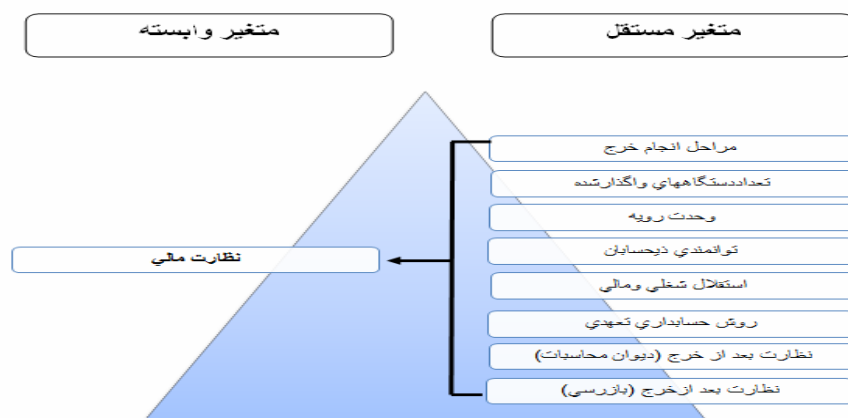 متغیر مستقل
متغیر وابسته
مراحل انجام خرج
تعداددستگاههاي واگذارشده
وحدت رويه
توانمندي ذيحسابان
استقلال شغلي ومالي
روش حسابداري تعهدي
نظارت بعد از خرج (ديوان محاسبات)
نظارت بعد ازخرج (بازرسي)
نظارت مالي